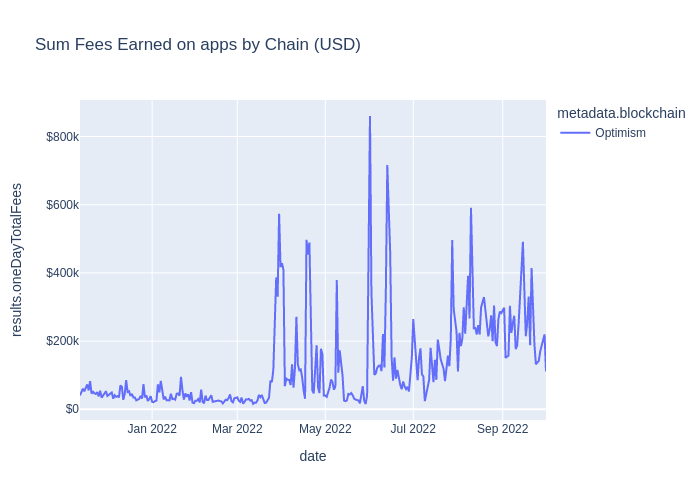 Sum Fees Earned on apps by Chain (USD)
metadata.blockchain
Optimism
results.oneDayTotalFees
$800k
$600k
$400k
$200k
$0
Jan 2022
Mar 2022
May 2022
Jul 2022
Sep 2022
date